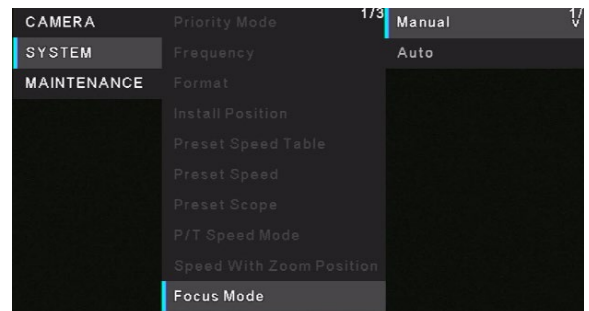 CAMERA
SYSTEM
MAINTENANCE
1/3
Priority Mode
Frequency
Format
Install Position
Preset Speed Table
Preset Speed
Preset Scope
P/T Speed Mode
Speed With Zoom Position
Focus Mode
Manual
Auto